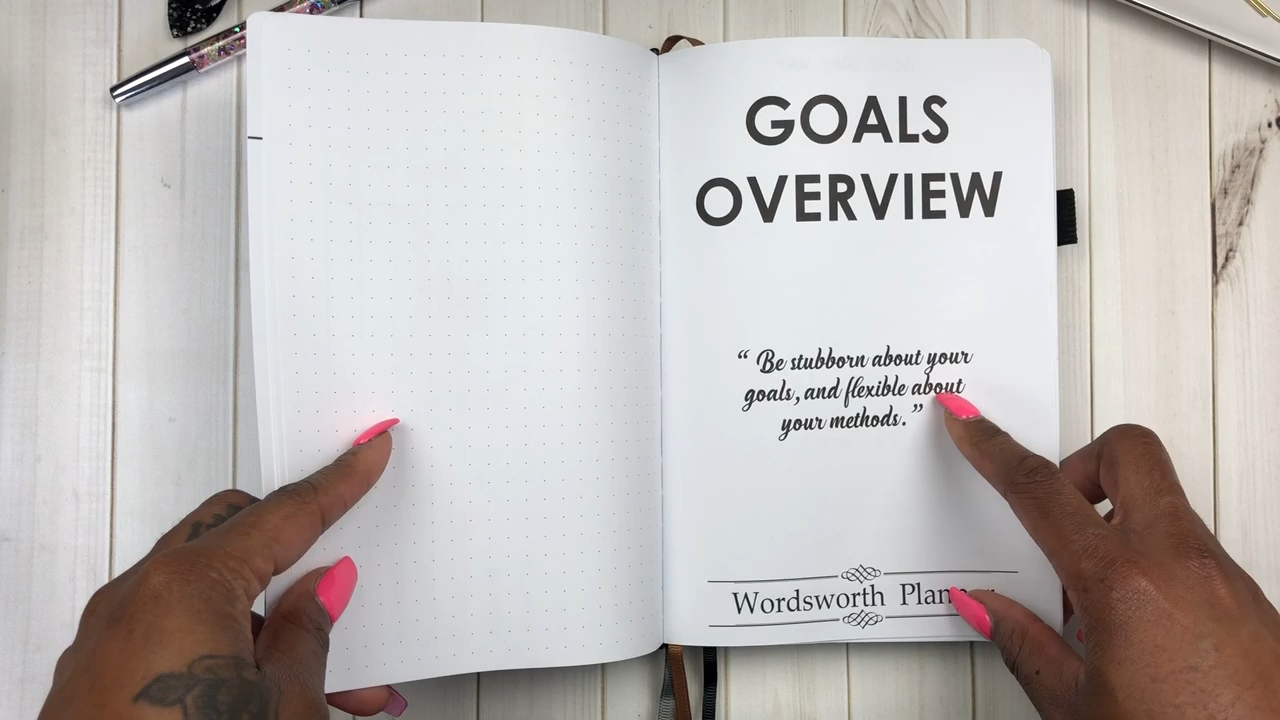 GOALS
OVERVIEW
“ Be stubborn about your
goals, and flexible about
your methods.”
Wordsworth